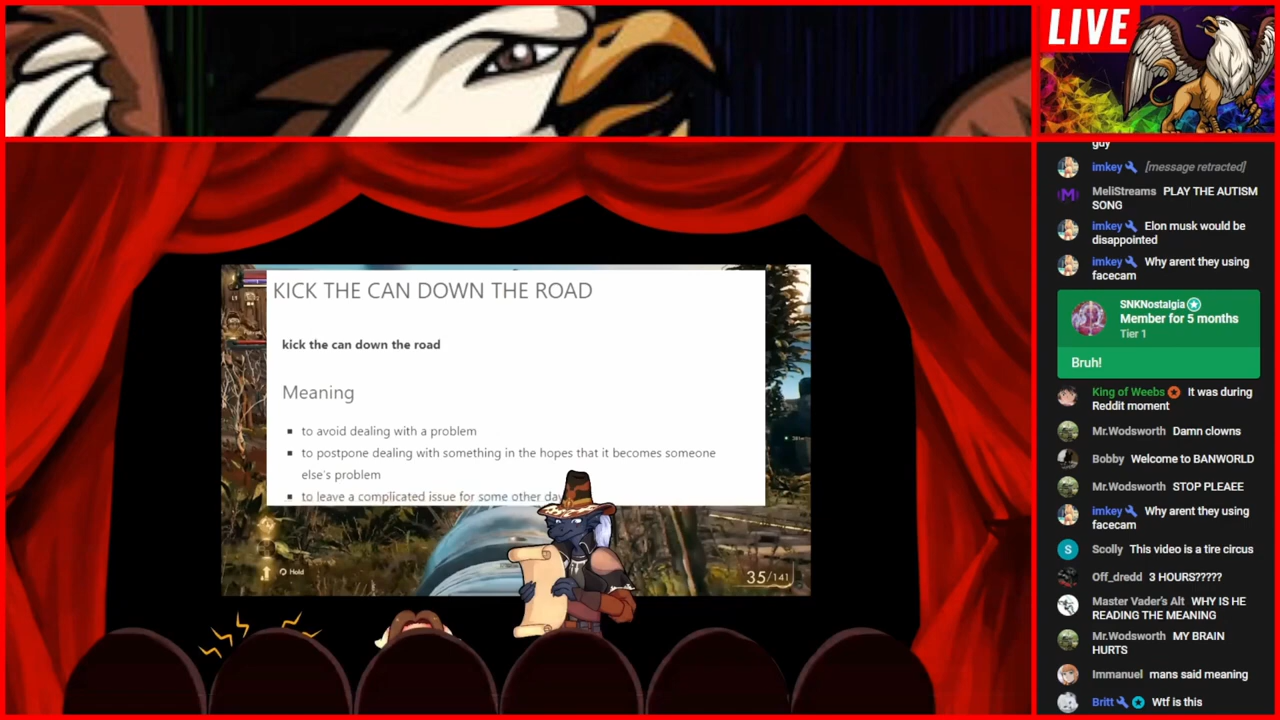 LIVE
KICK THE CAN DOWN THE ROAD
kick the can down the road
Meaning
to avoid dealing with a problem
to postpone dealing with something in the hopes that it becomes someone
else's problem
to leave a complicated issue for some other day
Hold
35/141
guy
imkey [message retracted]
MeliStreams PLAY THE AUTISM
SONG
imkey Elon musk would be
disappointed
imkey Why arent they using
facecam
SNKNostalgia
Member for 5 months
Tier 1
Bruh!
King of Weebs It was during
Reddit moment
Mr.Wodsworth Damn clowns
Bobby Welcome to BANWORLD
Mr.Wodsworth STOP PLEAEE
imkey Why arent they using
facecam
S Scolly This video is a tire circus
Off_dredd 3 HOURS?????
Master Vader's Alt WHY IS HE
READING THE MEANING
Mr.Wodsworth MY BRAIN
HURTS
Immanuel mans said meaning
Britt Wtf is this